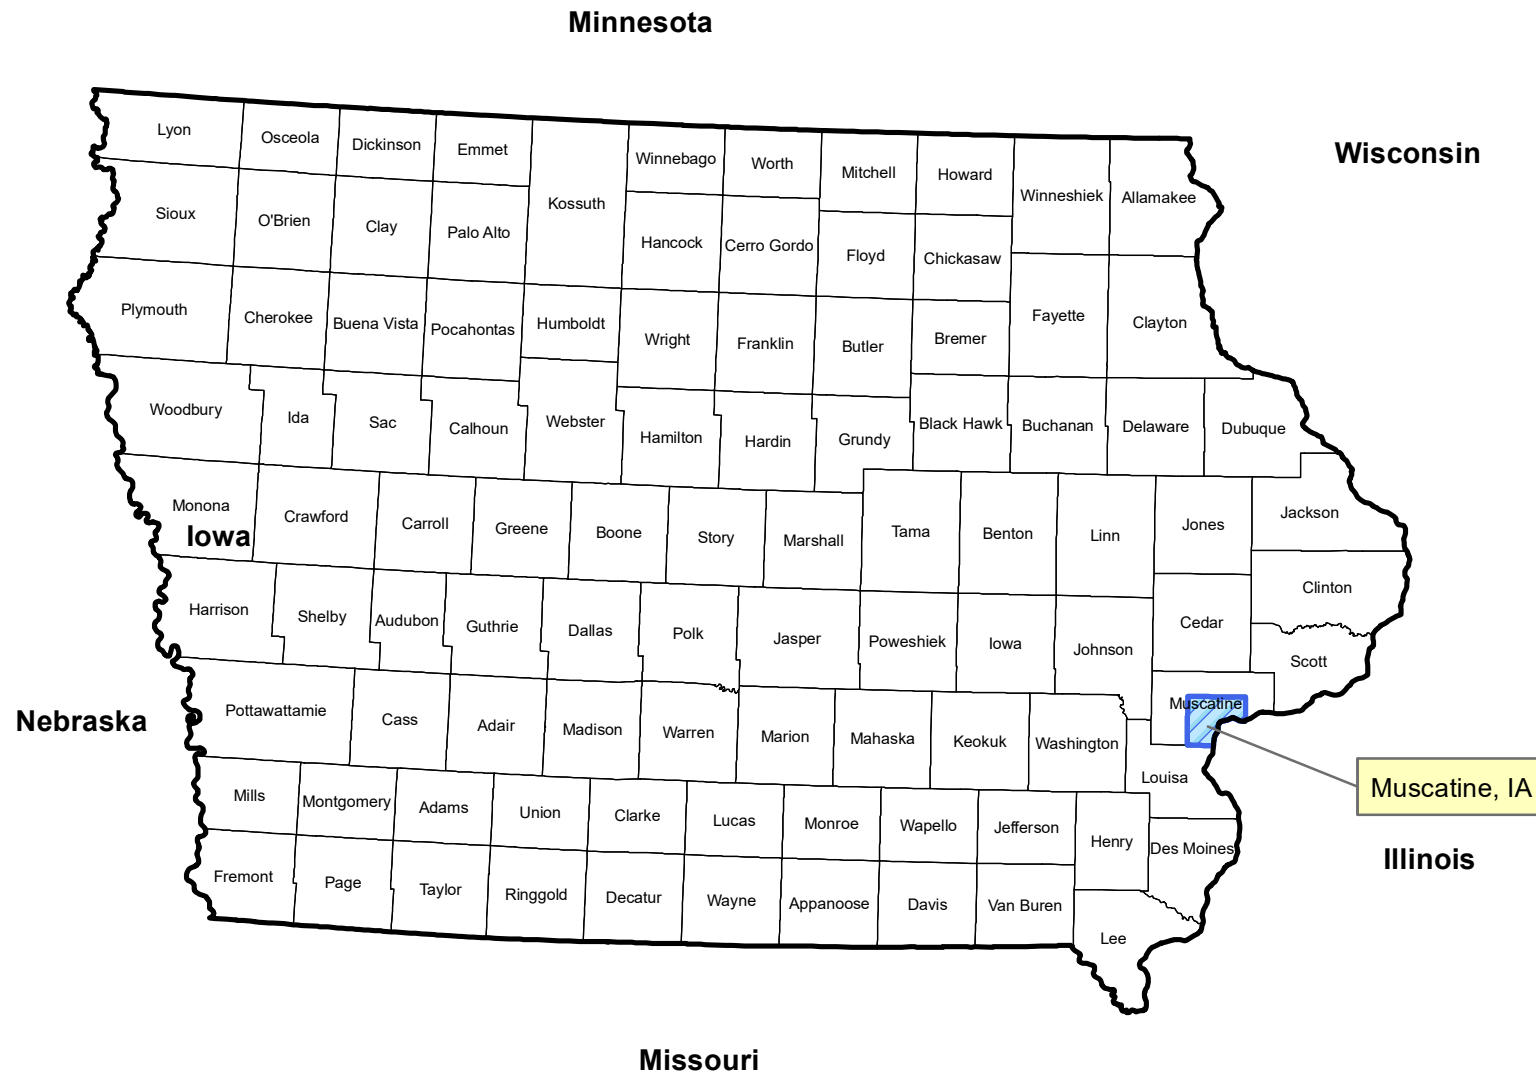 Minnesota
Wisconsin
Lyon
Osceola
Dickinson
Emmet
Kossuth
Winnebago
Worth
Mitchell
Howard
Winneshiek
Allamakee
Sioux
O'Brien
Clay
Palo Alto
Hancock
Cerro Gordo
Floyd
Chickasaw
Plymouth
Cherokee
Buena Vista
Pocahontas
Humboldt
Wright
Franklin
Butler
Bremer
Fayette
Clayton
Woodbury
Ida
Sac
Calhoun
Webster
Hamilton
Hardin
Grundy
Black Hawk
Buchanan
Delaware
Dubuque
Monona
Iowa
Crawford
Carroll
Greene
Boone
Story
Marshall
Tama
Benton
Linn
Jones
Jackson
Clinton
Harrison
Shelby
Audubon
Guthrie
Dallas
Polk
Jasper
Poweshiek
Iowa
Johnson
Cedar
Scott
Nebraska
Pottawattamie
Cass
Adair
Madison
Warren
Marion
Mahaska
Keokuk
Washington
Muscatine
Louisa
Muscatine, IA
Mills
Montgomery
Adams
Union
Clarke
Lucas
Monroe
Wapello
Jefferson
Henry
Des Moines
Illinois
Fremont
Page
Taylor
Ringgold
Decatur
Wayne
Appanoose
Davis
Van Buren
Lee
Missouri